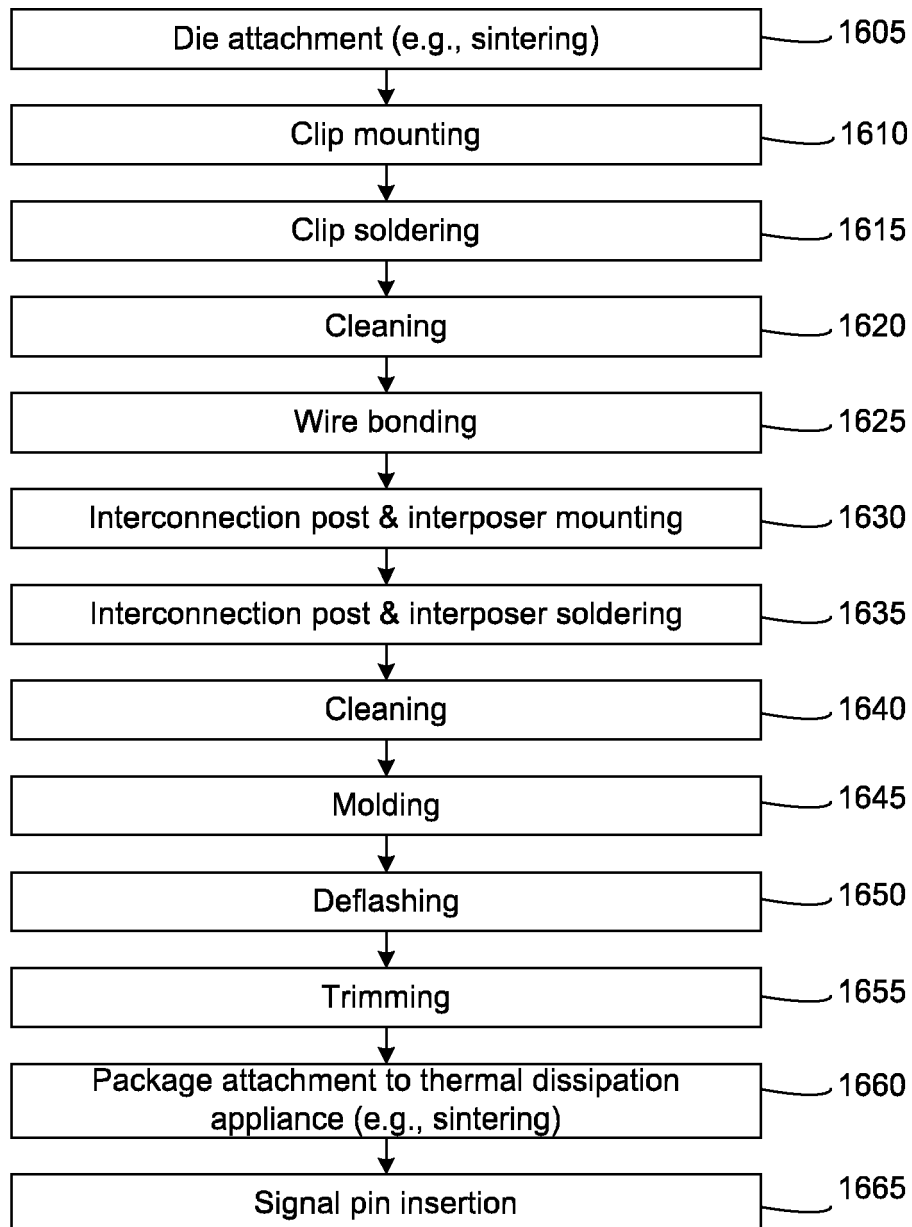 Die attachment (e.g., sintering) 1605
Clip mounting 1610
Clip soldering 1615
Cleaning 1620
Wire bonding 1625
Interconnection post & interposer mounting 1630
Interconnection post & interposer soldering 1635
Cleaning 1640
Molding 1645
Deflashing 1650
Trimming 1655
Package attachment to thermal dissipation 1660
appliance (e.g., sintering)
Signal pin insertion 1665